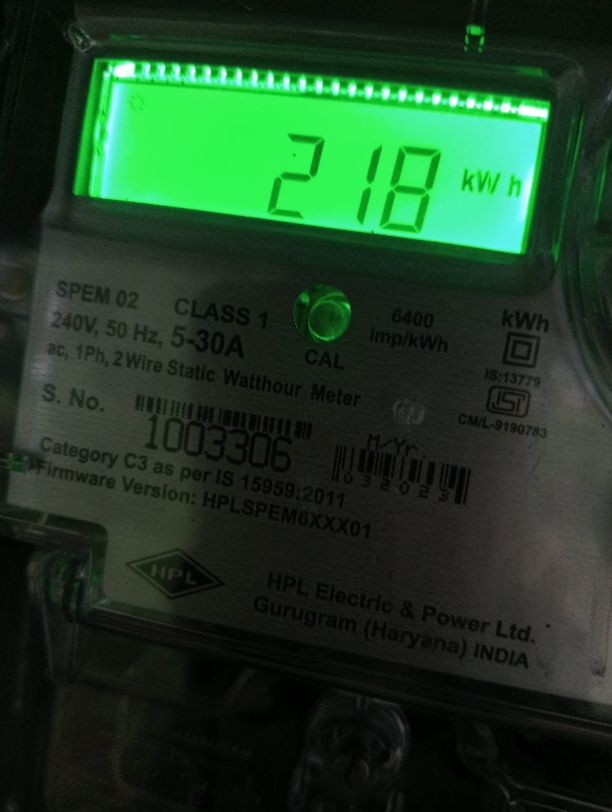 218 kWh
SPEM 02 CLASS 1 6400 kWh
240V, 50 Hz, 5-30A imp/kWh
ac, 1Ph, 2 Wire Static Watthour Meter CAL
IS:13779
S. No. 1003306
CM/L-9190783
M/Yr.
032023
Category C3 as per IS 15959:2011
Firmware Version: HPLSPEM6XXX01
HPL
HPL Electric & Power Ltd.
Gurugram (Haryana) INDIA